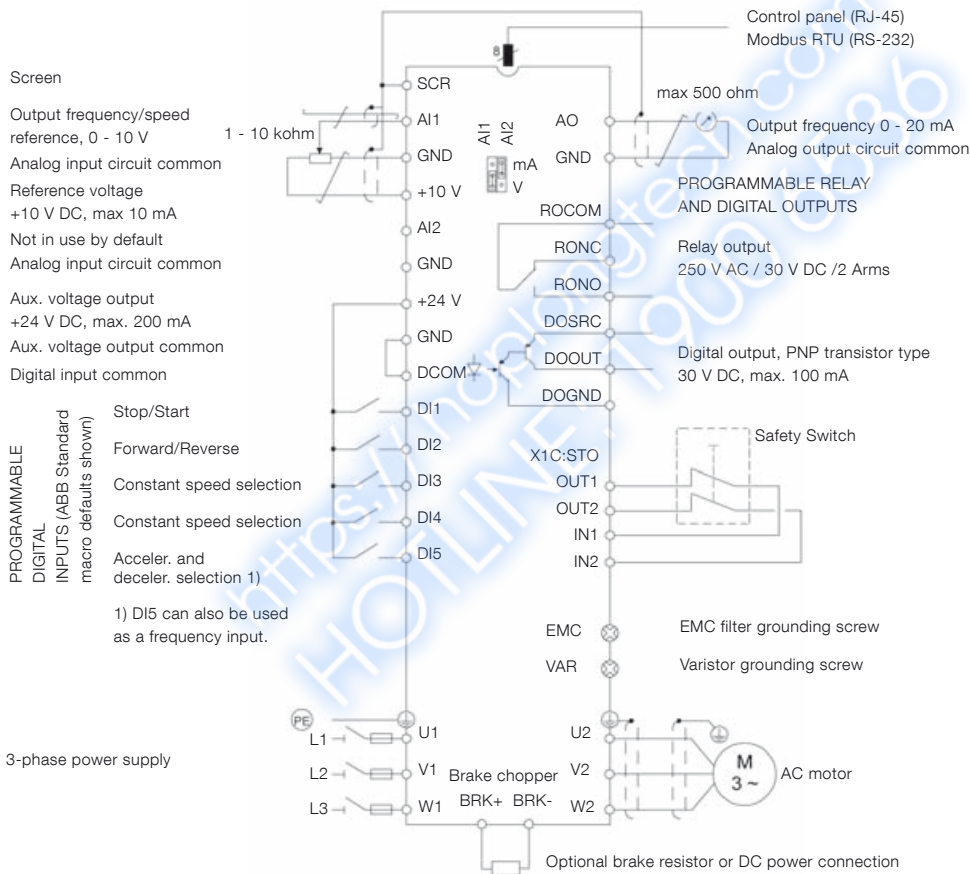 Control panel (RJ-45)
Modbus RTU (RS-232)
8
Screen
SCR
max 500 ohm
Output frequency/speed
reference, 0 - 10 V
1 - 10 kohm
AI1
AI1
AI2
AO
Output frequency 0 - 20 mA
Analog output circuit common
Analog input circuit common
GND
mA
V
GND
Reference voltage
+10 V DC, max 10 mA
+10 V
PROGRAMMABLE RELAY
AND DIGITAL OUTPUTS
ROCOM
Not in use by default
AI2
RONC
Relay output
250 V AC / 30 V DC /2 Arms
Analog input circuit common
GND
RONO
Aux. voltage output
+24 V DC, max. 200 mA
+24 V
DOSRC
Aux. voltage output common
GND
DOOUT
Digital output, PNP transistor type
30 V DC, max. 100 mA
Digital input common
DCOM
DOGND
PROGRAMMABLE
DIGITAL
INPUTS (ABB Standard
macro defaults shown)
Stop/Start
DI1
Forward/Reverse
DI2
Constant speed selection
DI3
Constant speed selection
DI4
Acceler. and
deceler. selection 1)
DI5
1) DI5 can also be used
as a frequency input.
Safety Switch
X1C:STO
OUT1
OUT2
IN1
IN2
EMC
EMC filter grounding screw
VAR
Varistor grounding screw
PE
3-phase power supply
L1
U1
U2
L2
V1
Brake chopper
V2
L3
W1
BRK+ BRK-
W2
M
3 ~
AC motor
Optional brake resistor or DC power connection
https://hoplongtech.com
HOTLINE: 1900 6536